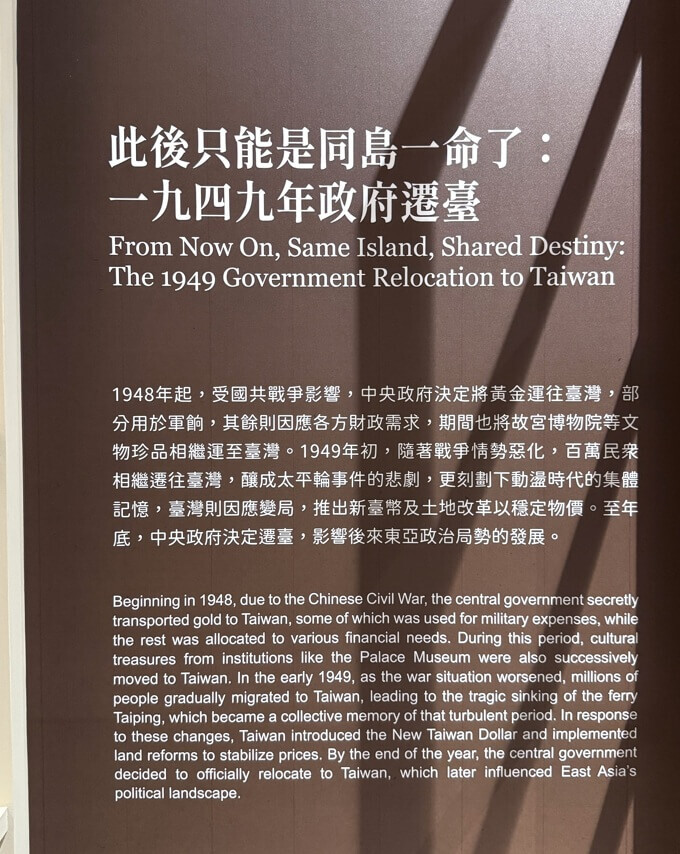 此後只能是同島一命了：
一九四九年政府遷臺
From Now On, Same Island, Shared Destiny:
The 1949 Government Relocation to Taiwan
1948年起，受國共戰爭影響，中央政府決定將黃金運往臺灣，部
分用於軍餉，其餘則因應各方財政需求，期間也將故宮博物院等文
物珍品相繼運至臺灣。1949年初，隨著戰爭情勢惡化，百萬民眾
相繼遷往臺灣，釀成太平輪事件的悲劇，更刻劃下動盪時代的集體
記憶，臺灣則因應變局，推出新臺幣及土地改革以穩定物價。至年
底，中央政府決定遷臺，影響後來東亞政治局勢的發展。
Beginning in 1948, due to the Chinese Civil War, the central government secretly
transported gold to Taiwan, some of which was used for military expenses, while
the rest was allocated to various financial needs. During this period, cultural
treasures from institutions like the Palace Museum were also successively
moved to Taiwan. In the early 1949, as the war situation worsened, millions of
people gradually migrated to Taiwan, leading to the tragic sinking of the ferry
Taiping, which became a collective memory of that turbulent period. In response
to these changes, Taiwan introduced the New Taiwan Dollar and implemented
land reforms to stabilize prices. By the end of the year, the central government
decided to officially relocate to Taiwan, which later influenced East Asia's
political landscape.